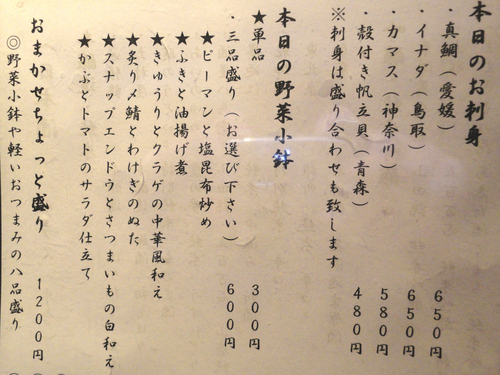 本日のお刺身
・真鯛(愛媛) 650円
・イナダ(鳥取) 650円
・カマス(神奈川) 580円
・殻付き帆立貝(青森) 480円
※刺身は盛り合わせも致します
本日の野菜小鉢
★単品 300円
・三品盛り(お選び下さい) 600円
★ピーマンと塩昆布炒め
★ふきと油揚げ煮
★きゅうりとクラゲの中華風和え
★炙り〆鯖とわけぎのぬた
★スナップエンドウとさつまいもの白和え
★かぶとトマトのサラダ仕立て
おまかせちょっと盛り 1200円
◎野菜小鉢や軽いおつまみの八品盛り